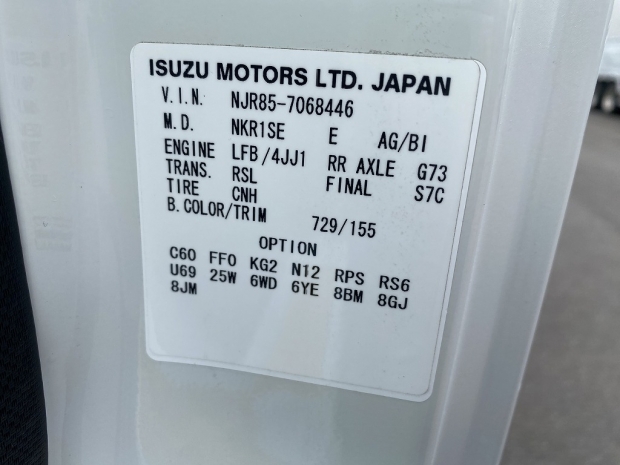 ISUZU MOTORS LTD. JAPAN
V.I.N. NJR85-7068446
M.D. NKR1SE E AG/BI
ENGINE LFB/4JJ1 RR AXLE G73
TRANS. RSL FINAL S7C
TIRE CNH
B.COLOR/TRIM 729/155
OPTION
C60 FF0 KG2 N12 RPS RS6
U69 25W 6WD 6YE 8BM 8GJ
8JM